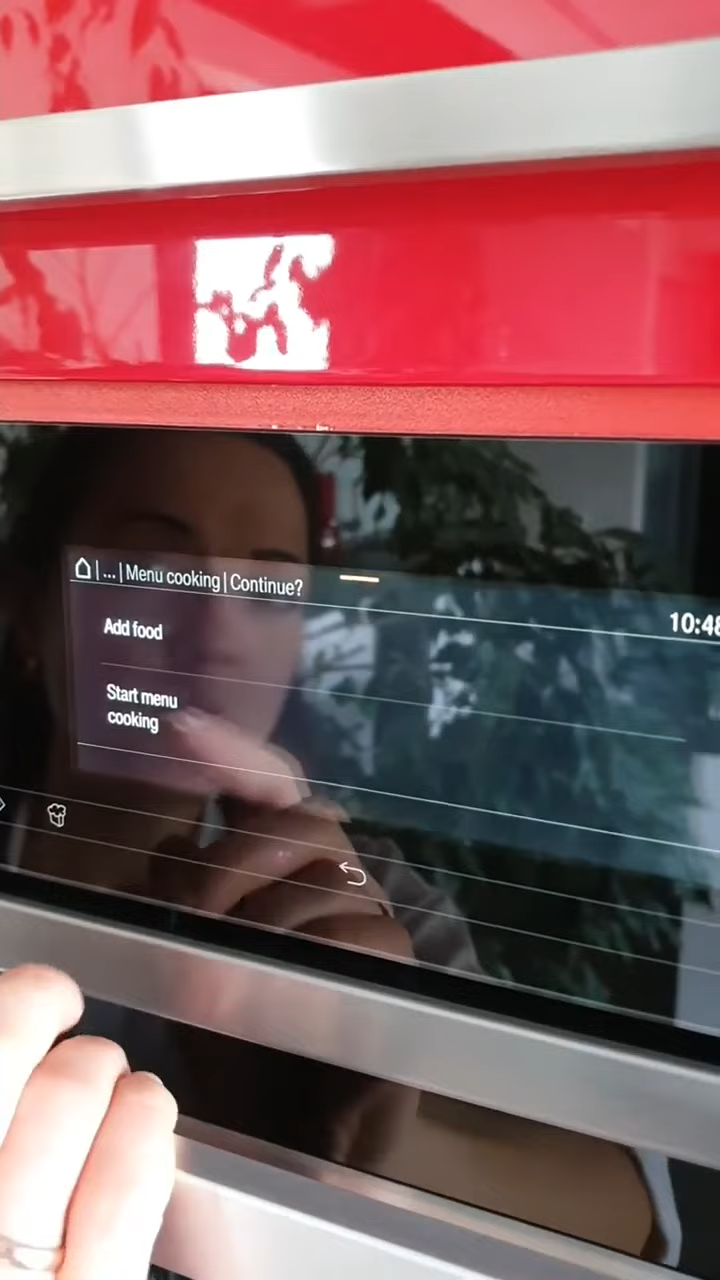 | ... | Menu cooking | Continue?
10:48
Add food
Start menu
cooking